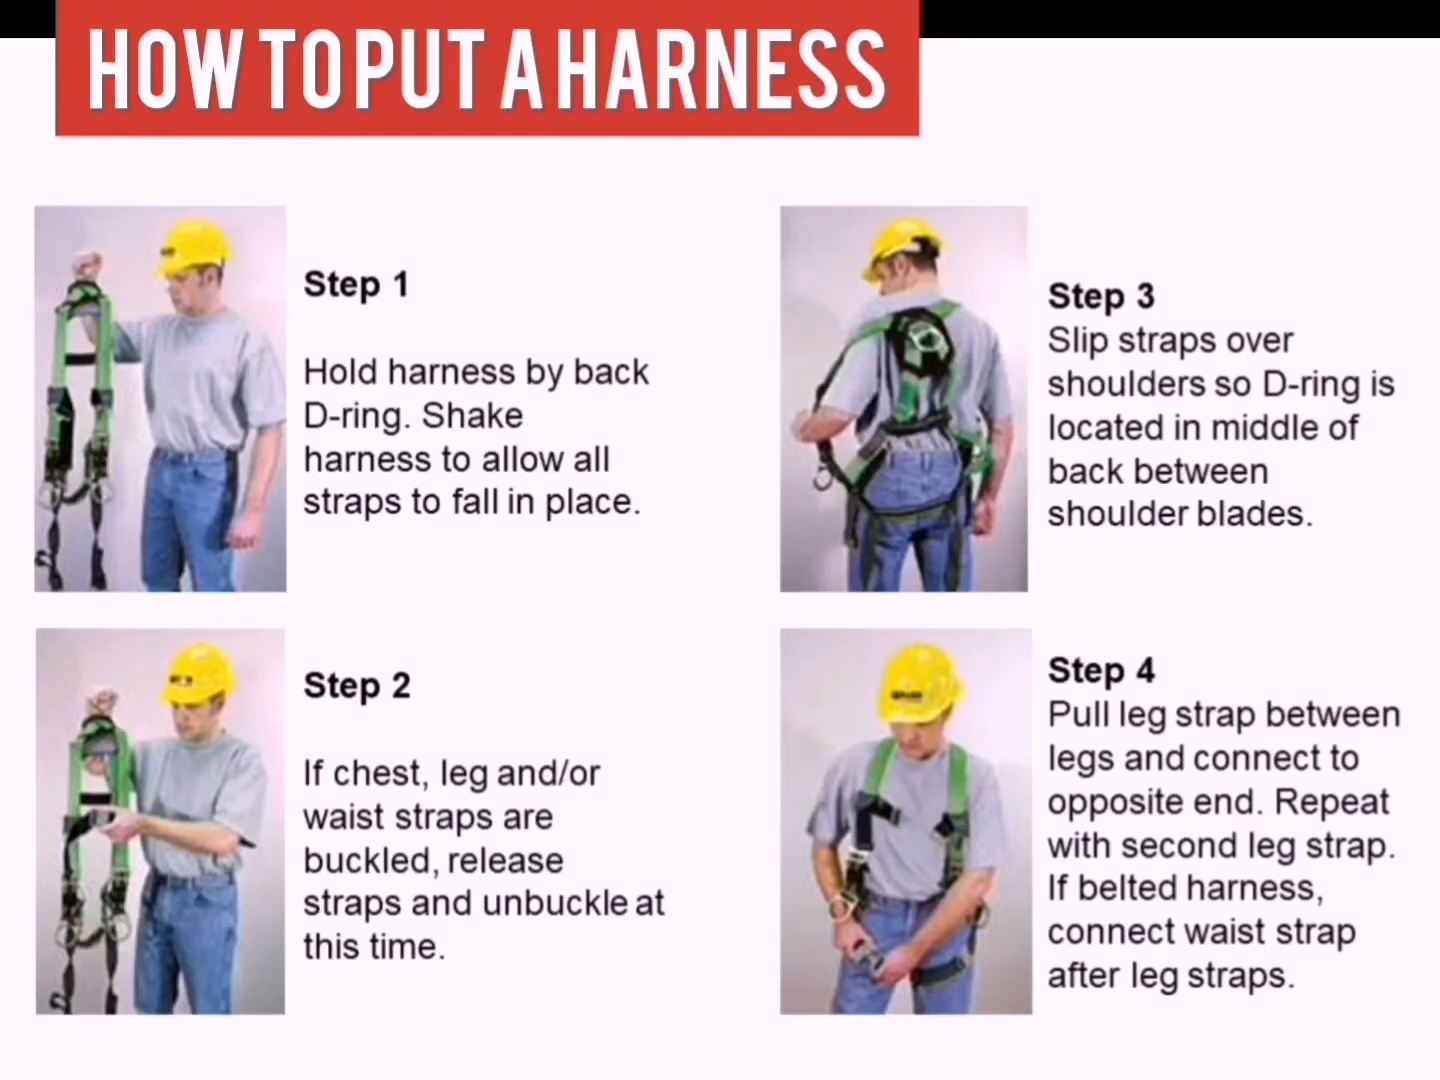 HOW TO PUT A HARNESS
Step 1
Hold harness by back
D-ring. Shake
harness to allow all
straps to fall in place.
Step 2
If chest, leg and/or
waist straps are
buckled, release
straps and unbuckle at
this time.
Step 3
Slip straps over
shoulders so D-ring is
located in middle of
back between
shoulder blades.
Step 4
Pull leg strap between
legs and connect to
opposite end. Repeat
with second leg strap.
If belted harness,
connect waist strap
after leg straps.